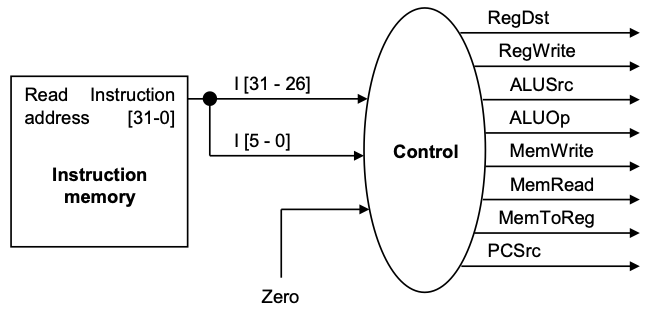 Read Instruction
address [31-0]
Instruction
memory
I [31 - 26]
I [5 - 0]
Zero
Control
RegDst
RegWrite
ALUSrc
ALUOp
MemWrite
MemRead
MemToReg
PCSrc